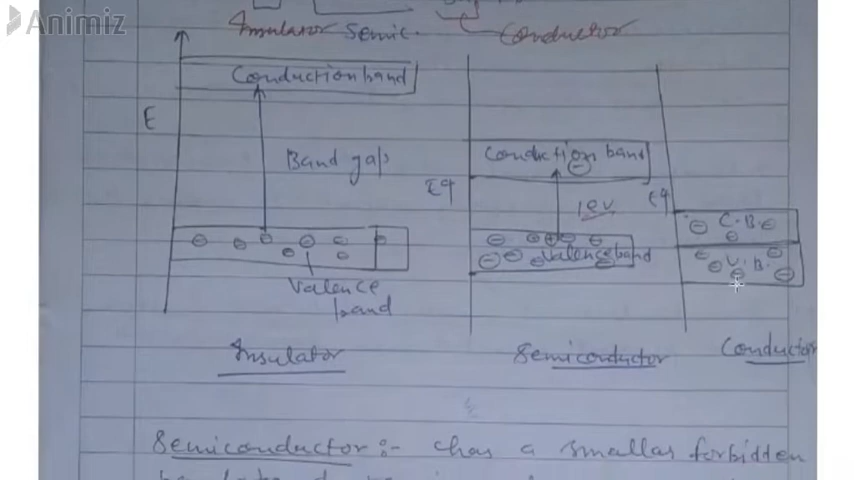 Animiz
Insulator Semic. Conductor
Conduction band
E
Band gap
Conduction band
Eg
1eV
Eg
C.B.
Valence band
V.B.
Valence
band
Insulator
Semiconductor
Conductor
Semiconductor :- has a smaller forbidden